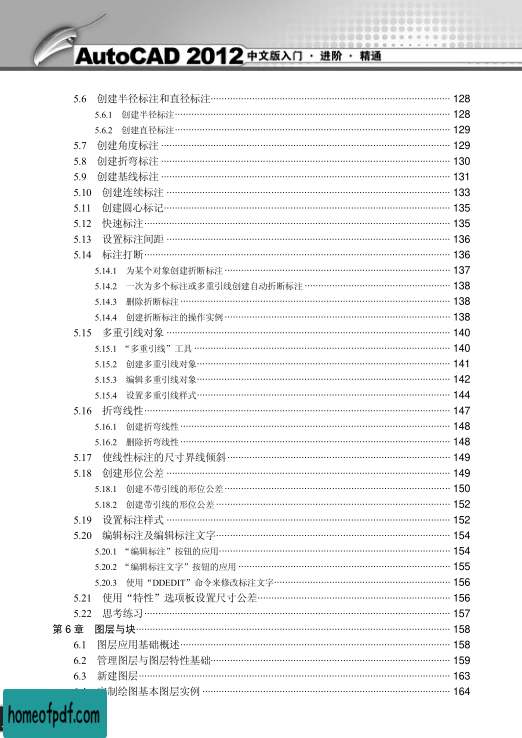 AutoCAD 2012 中文版入门 · 进阶 · 精通
5.6 创建半径标注和直径标注 128
5.6.1 创建半径标注 128
5.6.2 创建直径标注 129
5.7 创建角度标注 129
5.8 创建折弯标注 130
5.9 创建基线标注 131
5.10 创建连续标注 133
5.11 创建圆心标记 135
5.12 快速标注 135
5.13 设置标注间距 136
5.14 标注打断 136
5.14.1 为某个对象创建折断标注 137
5.14.2 一次为多个标注或多重引线创建自动折断标注 138
5.14.3 删除折断标注 138
5.14.4 创建折断标注的操作实例 138
5.15 多重引线对象 140
5.15.1 “多重引线”工具 140
5.15.2 创建多重引线对象 141
5.15.3 编辑多重引线对象 142
5.15.4 设置多重引线样式 144
5.16 折弯线性 147
5.16.1 创建折弯线性 148
5.16.2 删除折弯线性 148
5.17 使线性标注的尺寸界线倾斜 149
5.18 创建形位公差 149
5.18.1 创建不带引线的形位公差 150
5.18.2 创建带引线的形位公差 152
5.19 设置标注样式 152
5.20 编辑标注及编辑标注文字 154
5.20.1 “编辑标注”按钮的应用 154
5.20.2 “编辑标注文字”按钮的应用 155
5.20.3 使用“DDEDIT”命令来修改标注文字 156
5.21 使用“特性”选项板设置尺寸公差 156
5.22 思考练习 157
第 6 章 图层与块 158
6.1 图层应用基础概述 158
6.2 管理图层与图层特性基础 159
6.3 新建图层 163
制绘图基本图层实例 164
homeofpdf.com